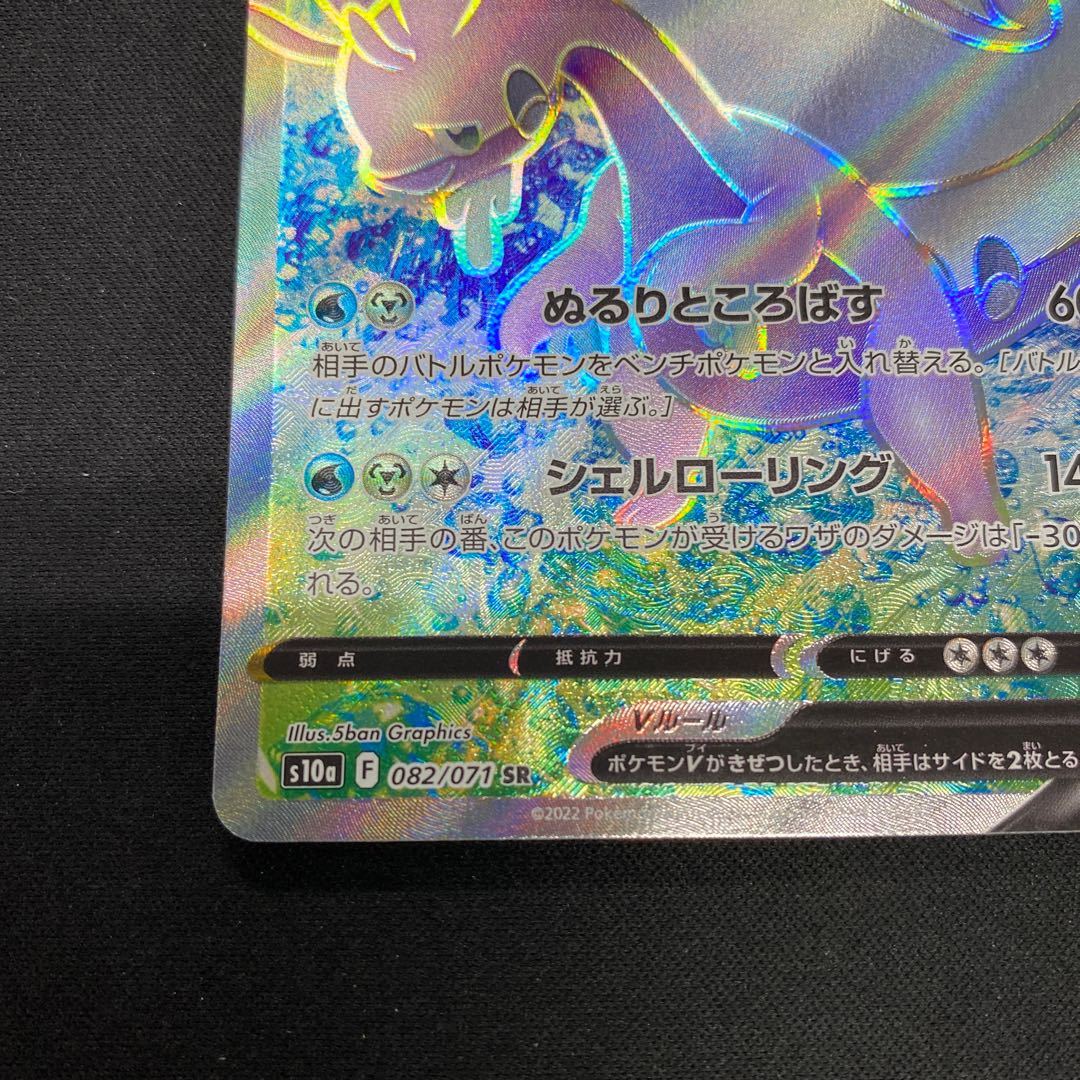 ぬるりところばす 6
相手のバトルポケモンをベンチポケモンと入れ替える。[バトル
に出すポケモンは相手が選ぶ。]
シェルローリング 14
次の相手の番、このポケモンが受けるワザのダメージは「-30
れる。
弱点 抵抗力 にげる
Vルール
ポケモンVがきぜつしたとき、相手はサイドを2枚とる
Illus.5ban Graphics
s10a F 082/071 SR
©2022 Pokém